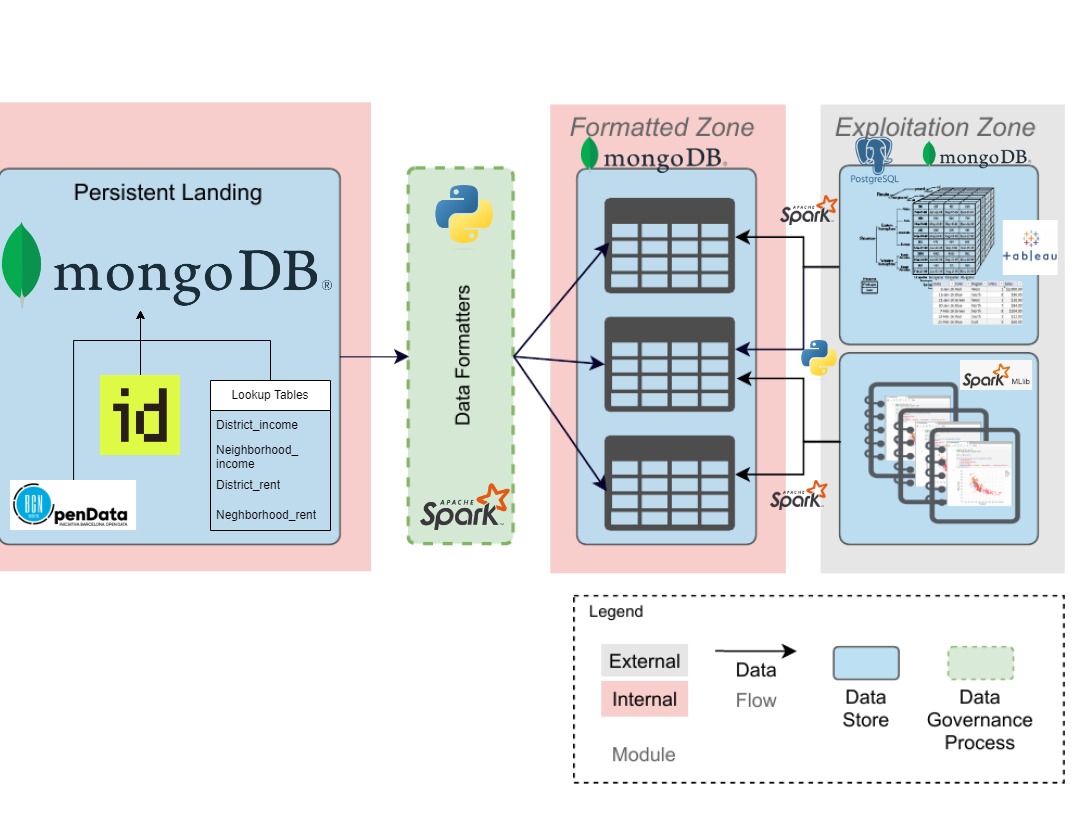 Persistent Landing
mongoDB®
id
Lookup Tables
District_income
Neighborhood_
income
District_rent
Neghborhood_rent
BCN
OpenData
INICIATIVA BARCELONA OPEN DATA
Data Formatters
APACHE
Spark
Formatted Zone
mongoDB.
APACHE
Spark
APACHE
Spark
Exploitation Zone
PostgreSQL
mongoDB.
+ableau
Spark MLlib
Legend
External
Internal
Module
Data
Flow
Data
Store
Data
Governance
Process